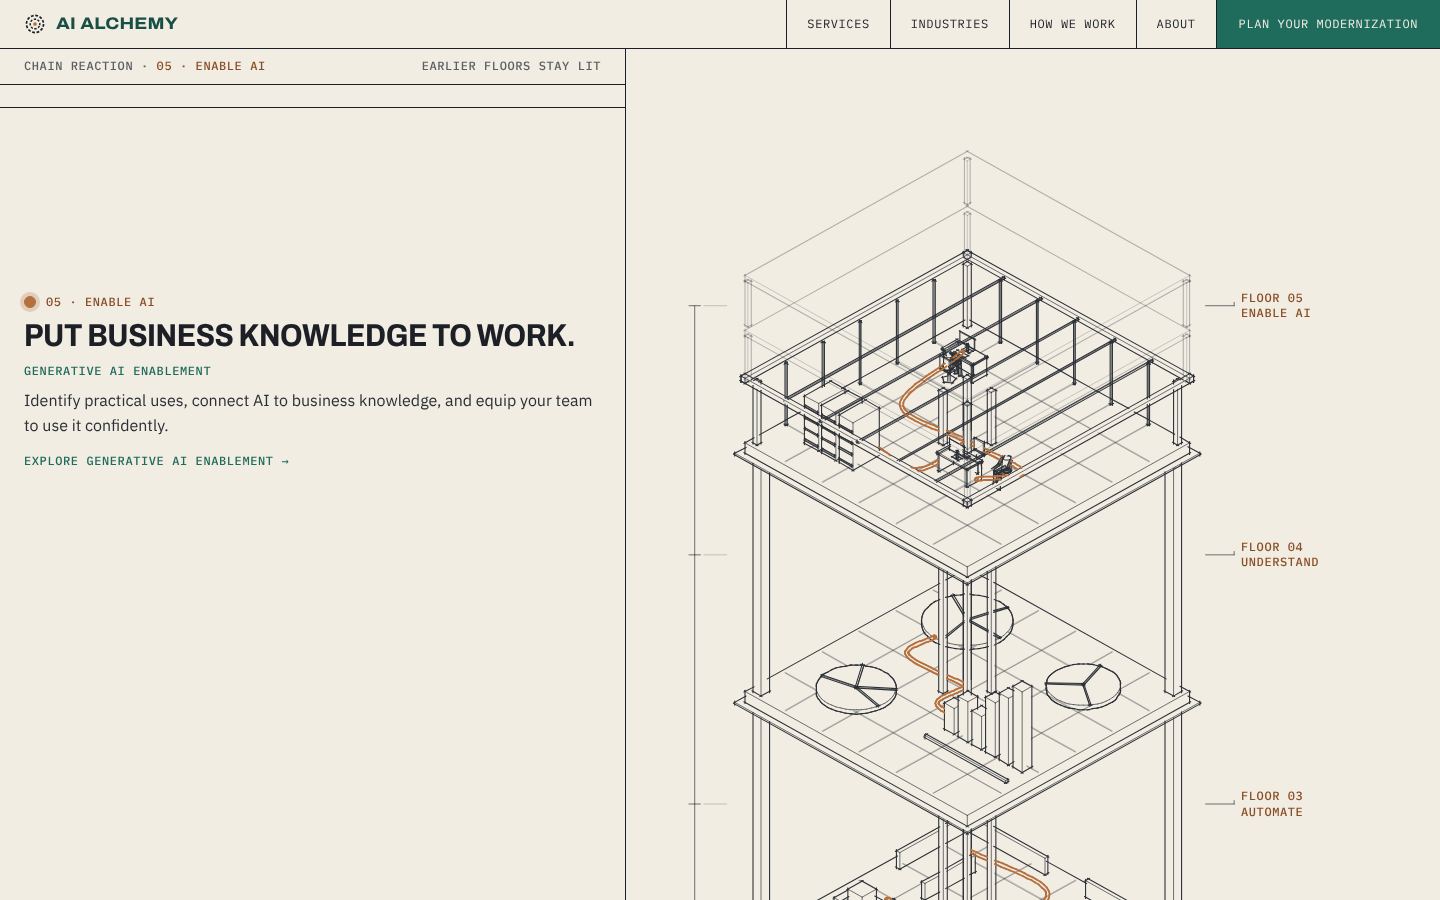 AI ALCHEMY
SERVICES
INDUSTRIES
HOW WE WORK
ABOUT
PLAN YOUR MODERNIZATION
CHAIN REACTION · 05 · ENABLE AI
EARLIER FLOORS STAY LIT
05 · ENABLE AI
PUT BUSINESS KNOWLEDGE TO WORK.
GENERATIVE AI ENABLEMENT
Identify practical uses, connect AI to business knowledge, and equip your team
to use it confidently.
EXPLORE GENERATIVE AI ENABLEMENT →
FLOOR 05
ENABLE AI
FLOOR 04
UNDERSTAND
FLOOR 03
AUTOMATE